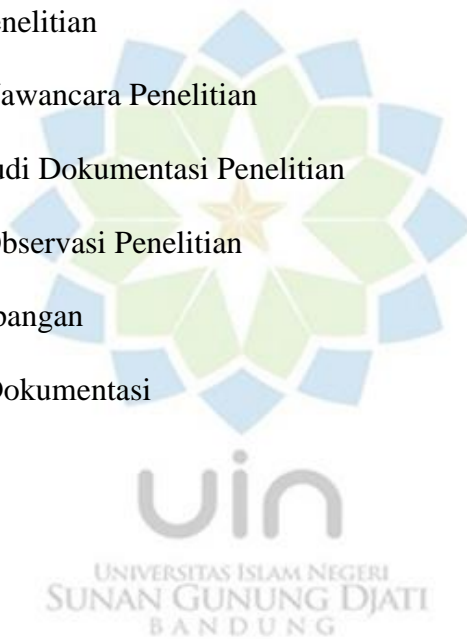 enelitian
awancara Penelitian
udi Dokumentasi Penelitian
bservasi Penelitian
pangan
Dokumentasi
uin
UNIVERSITAS ISLAM NEGERI
SUNAN GUNUNG DJATI
BANDUNG